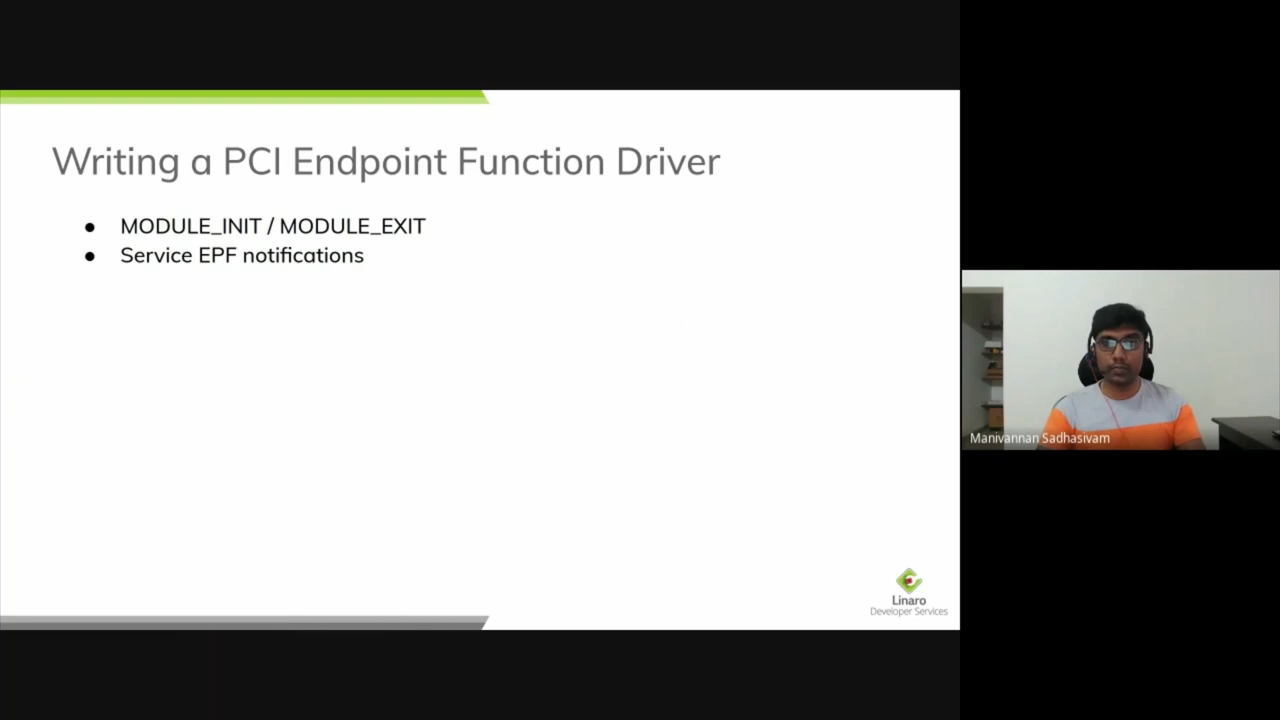 Writing a PCI Endpoint Function Driver
● MODULE_INIT / MODULE_EXIT
● Service EPF notifications
Manivannan Sadhasivam
Linaro
Developer Services